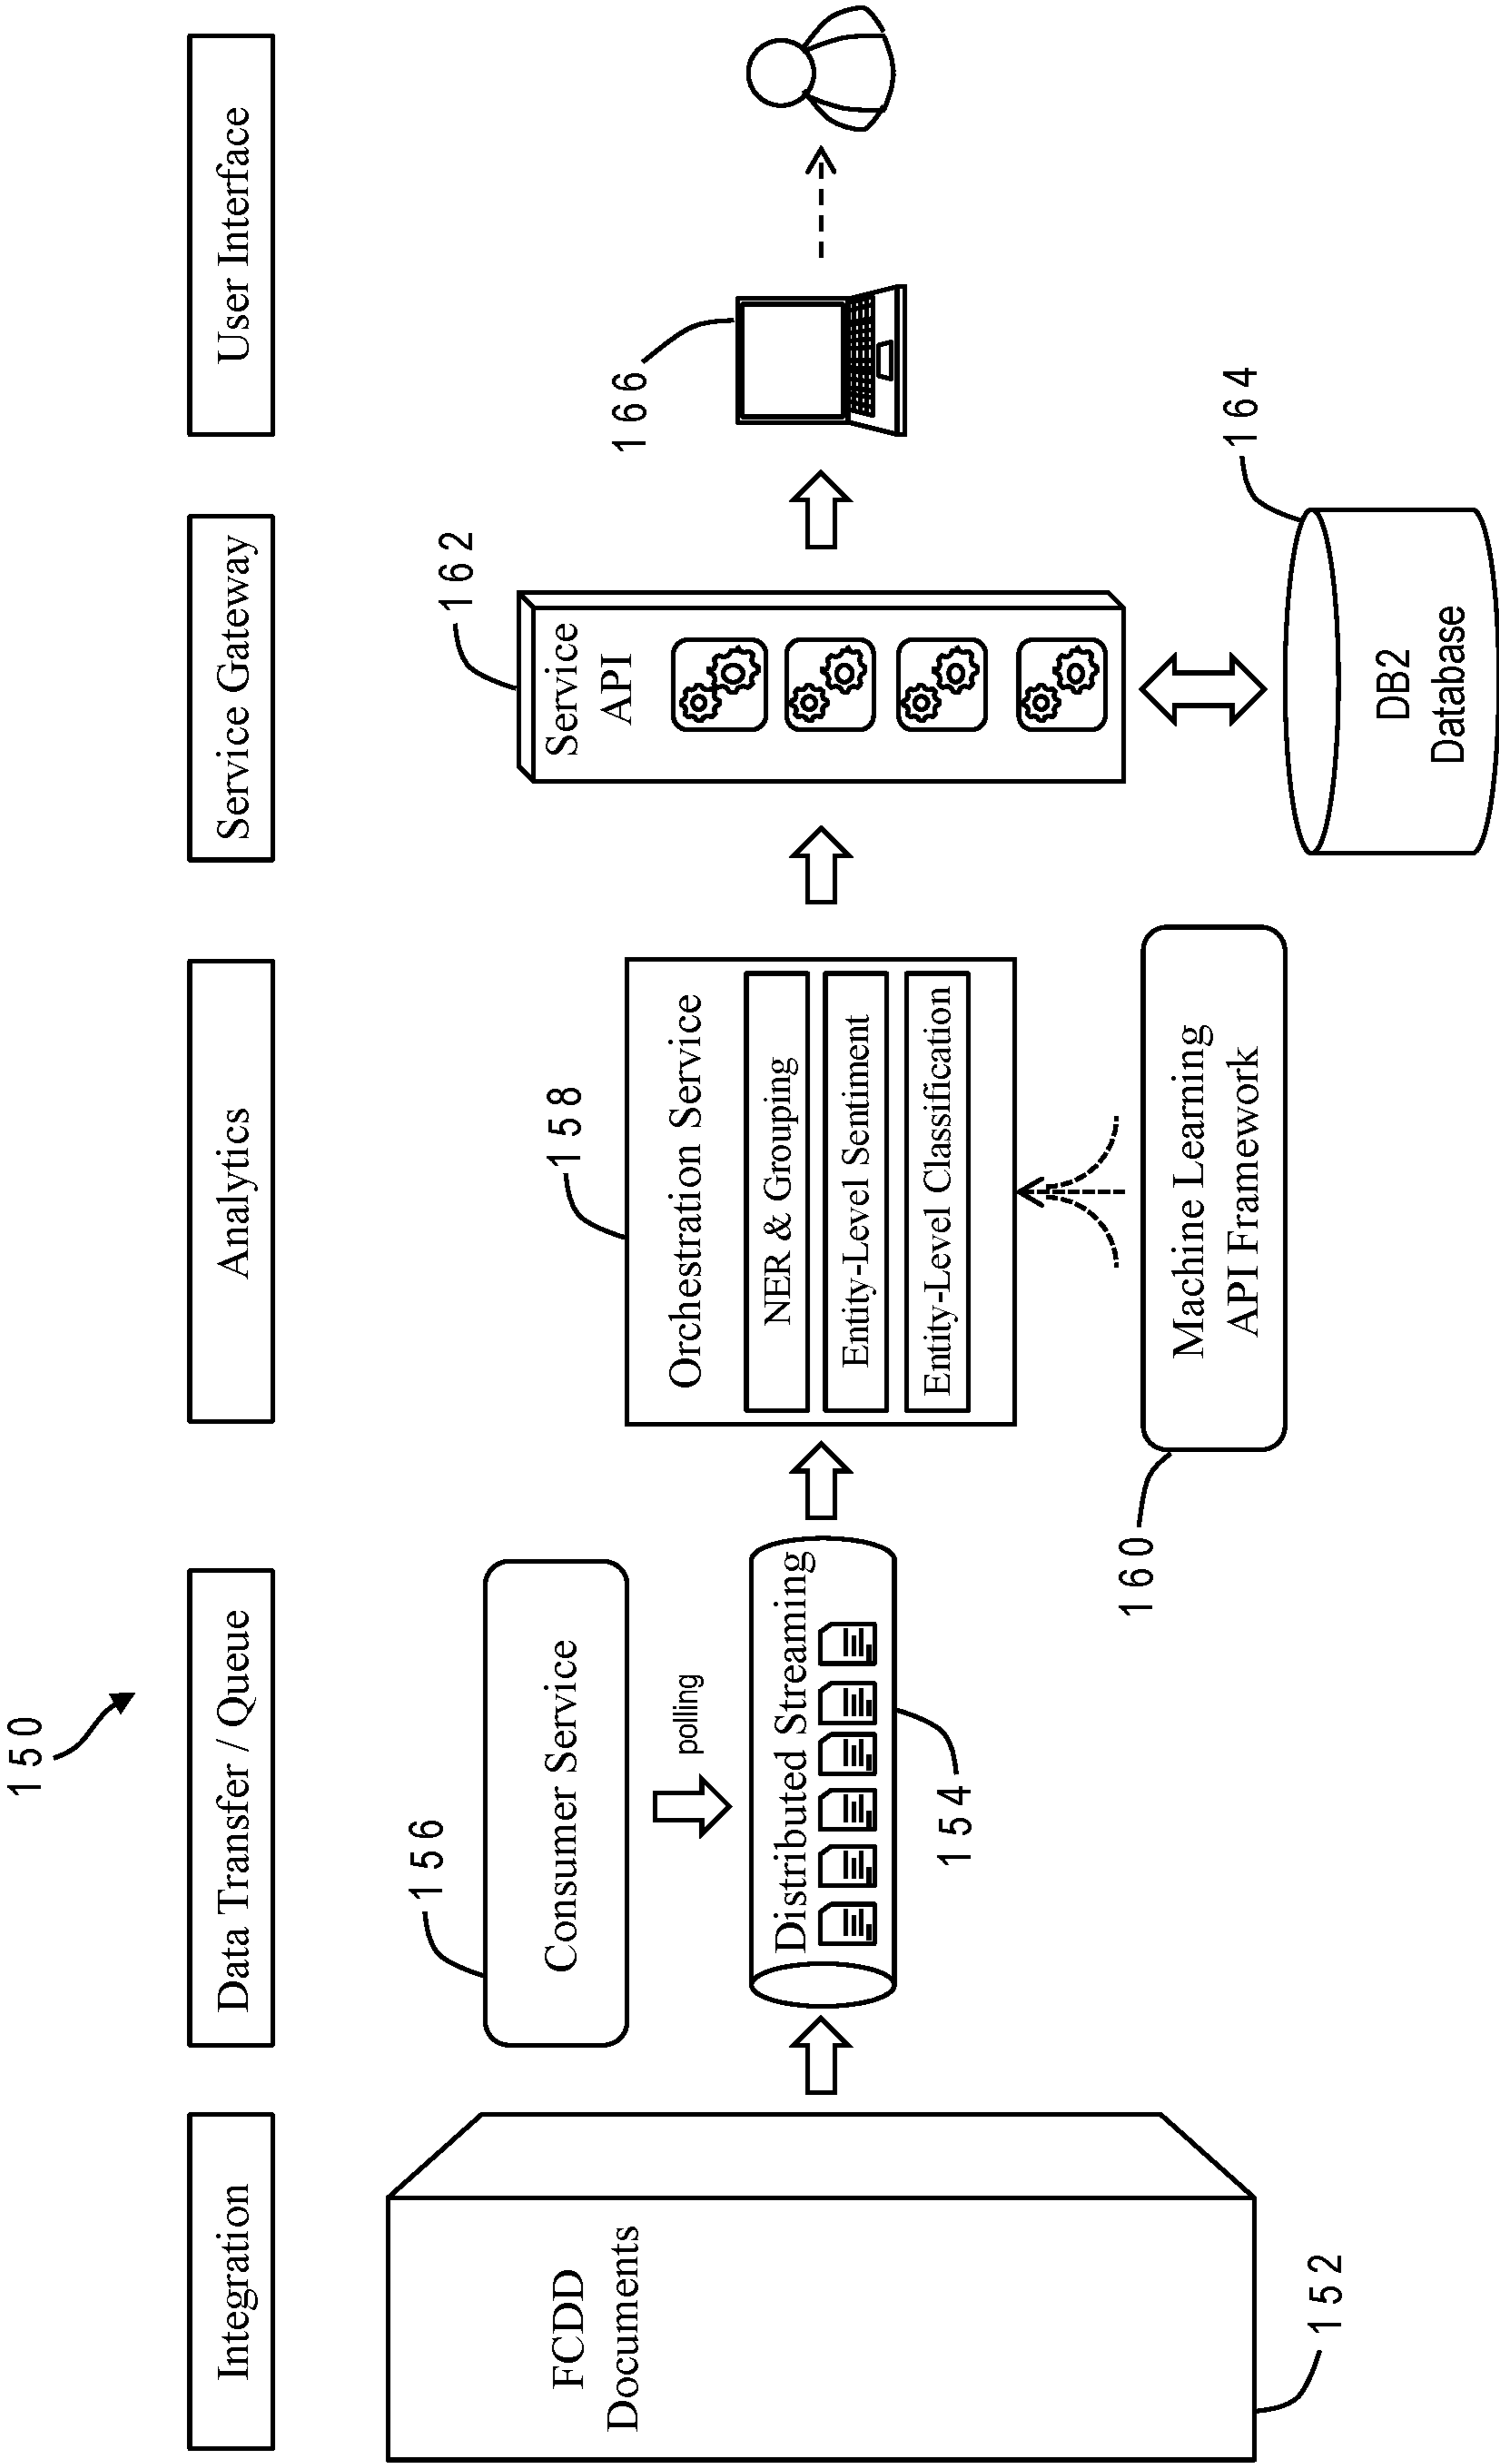 150
Integration
Data Transfer / Queue
Analytics
Service Gateway
User Interface
FCDD
Documents
152
156
Consumer Service
polling
Distributed Streaming
154
158
Orchestration Service
NER & Grouping
Entity-Level Sentiment
Entity-Level Classification
160
Machine Learning
API Framework
162
Service
API
164
DB2
Database
166